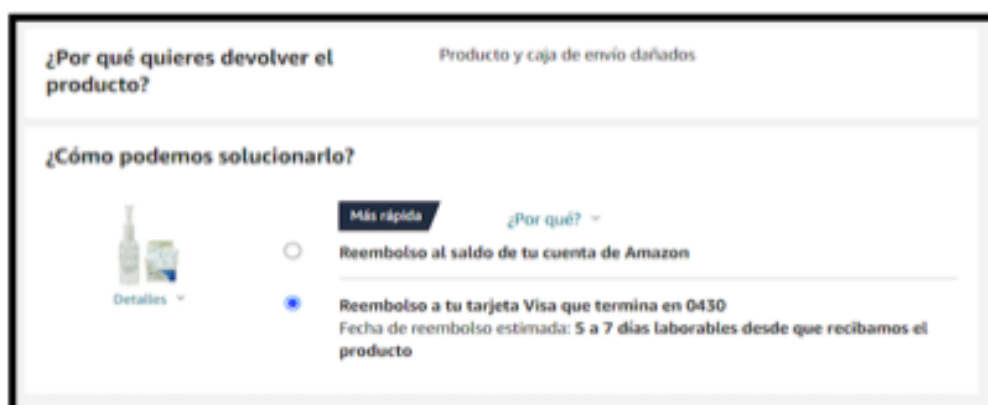 ¿Por qué quieres devolver el
producto?
Producto y caja de envío dañados
¿Cómo podemos solucionarlo?
Más rápida
¿Por qué?
Reembolso al saldo de tu cuenta de Amazon
Detalles
Reembolso a tu tarjeta Visa que termina en 0430
Fecha de reembolso estimada: 5 a 7 días laborables desde que recibamos el
producto